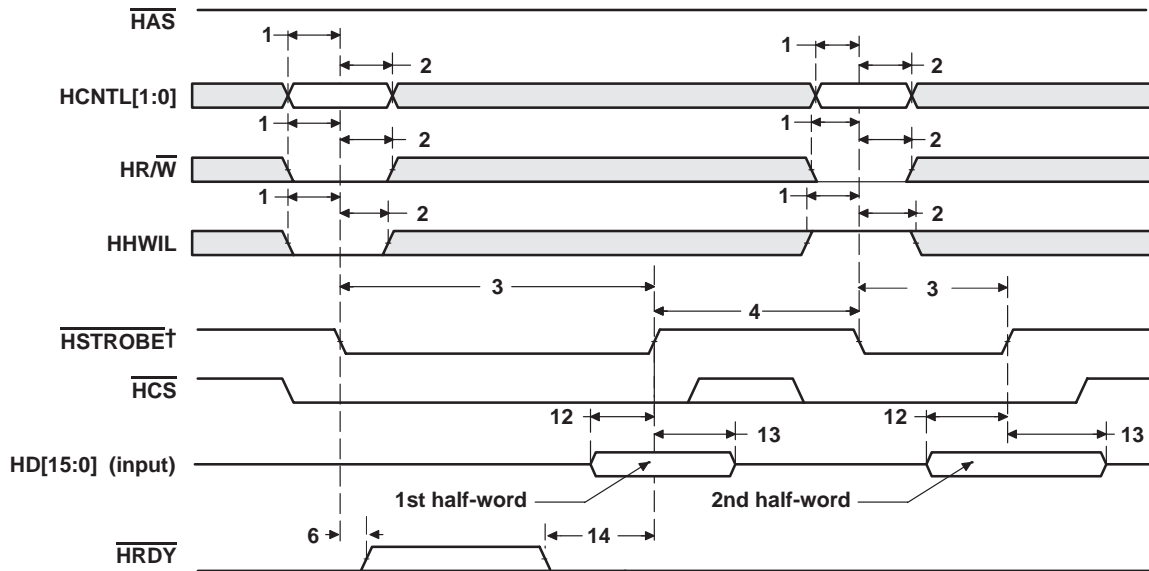 HAS
1
1
2
2
HCNTL[1:0]
1
1
2
2
HR/W
1
1
2
2
HHWIL
3
3
4
HSTROBE†
HCS
12
12
13
13
HD[15:0] (input)
1st half-word
2nd half-word
6
14
HRDY